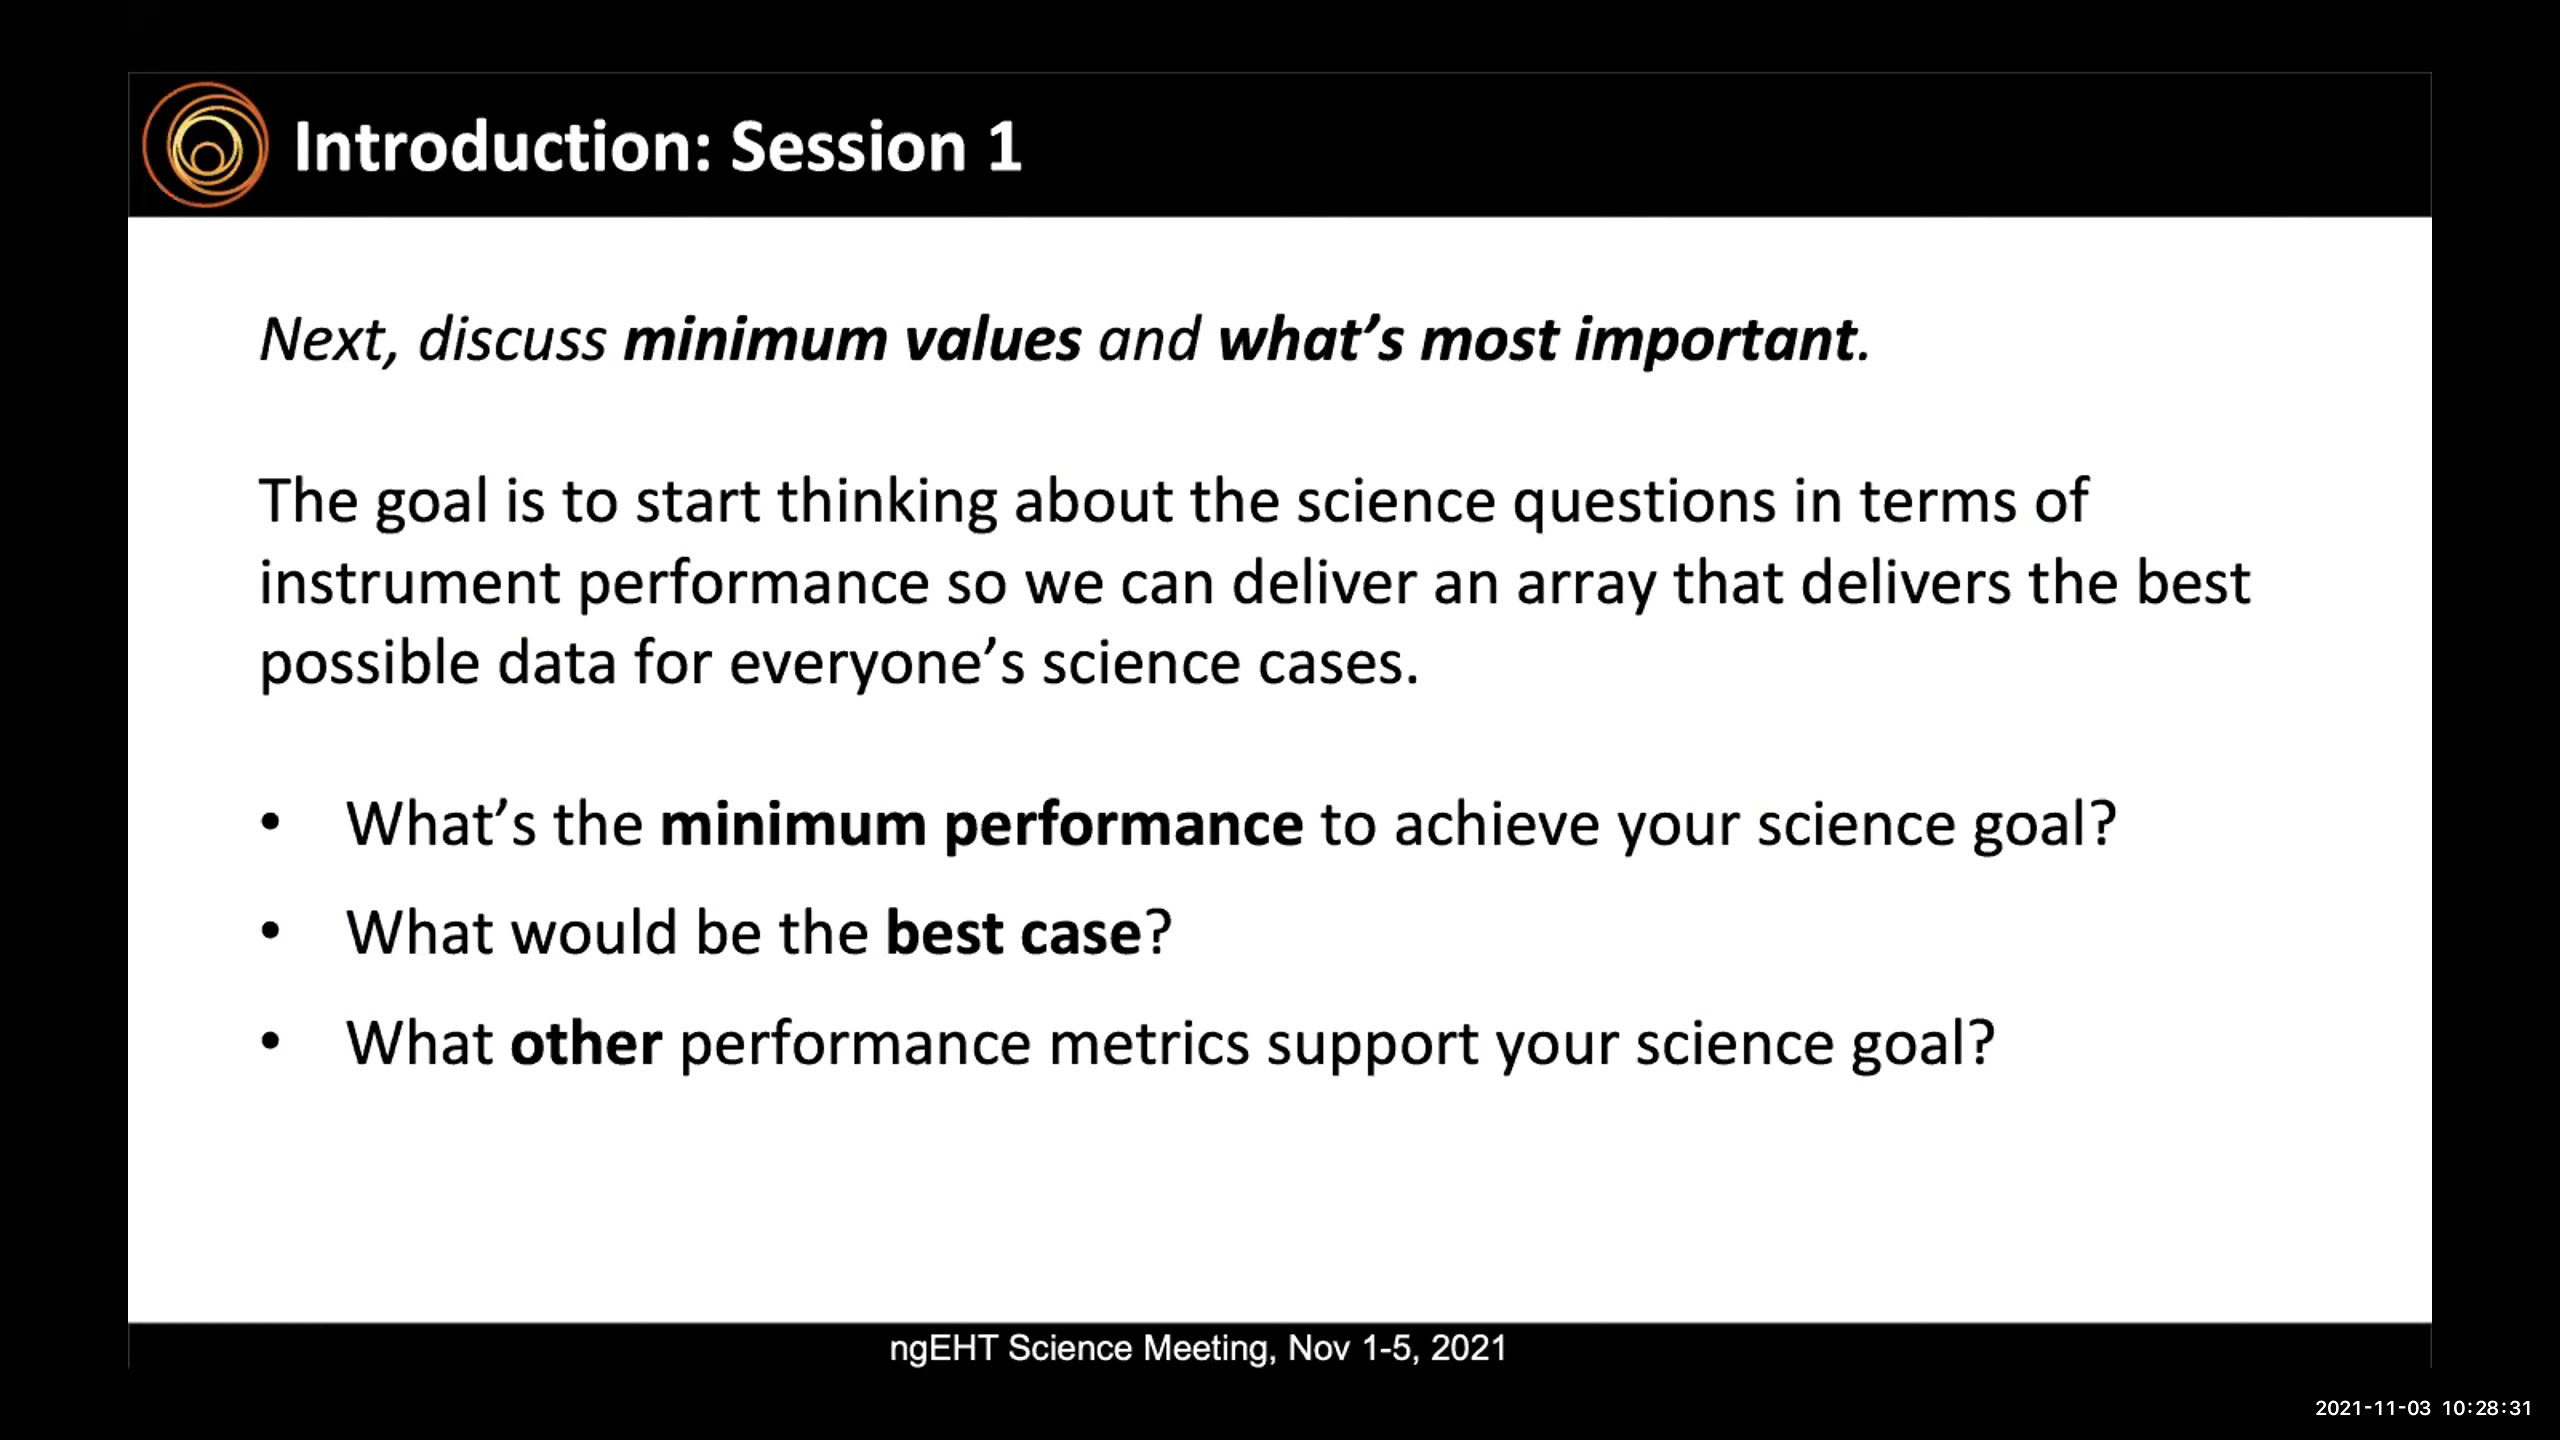 Introduction: Session 1
Next, discuss minimum values and what’s most important.
The goal is to start thinking about the science questions in terms of
instrument performance so we can deliver an array that delivers the best
possible data for everyone’s science cases.
• What’s the minimum performance to achieve your science goal?
• What would be the best case?
• What other performance metrics support your science goal?
ngEHT Science Meeting, Nov 1-5, 2021
2021-11-03 10:28:31